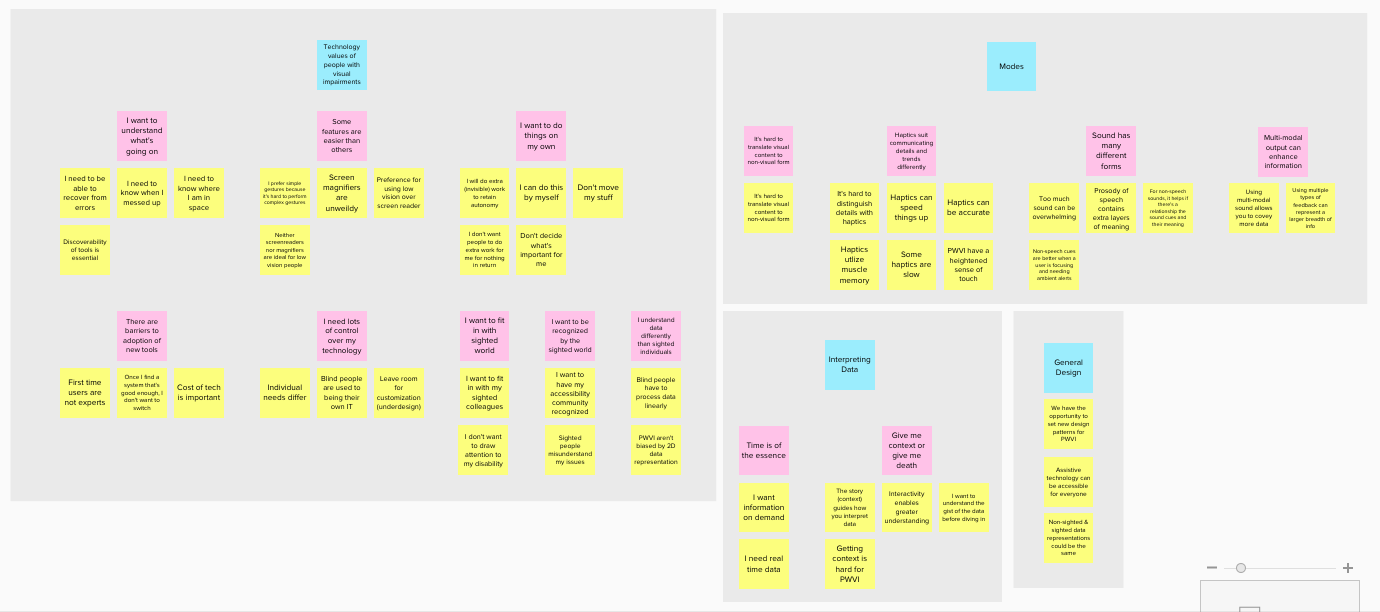 Technology
values of
people with
visual
impairments
I want to
understand
what's
going on
I need to be
able to
recover from
errors
I need to
know when I
messed up
I need to
know where
I am in
space
Discoverability
of tools is
essential
Some
features are
easier than
others
I prefer simple
gestures because
it's hard to perform
complex gestures
Screen
magnifiers
are
unweildy
Preference for
using low
vision over
screen reader
Neither
screenreaders
nor magnifiers
are ideal for low
vision people
I want to do
things on
my own
I will do extra
(invisible) work
to retain
autonomy
I can do this
by myself
Don't move
my stuff
I don't want
people to do
extra work for
me for nothing
in return
Don't decide
what's
important for
me
There are
barriers to
adoption of
new tools
First time
users are
not experts
Once I find a
system that's
good enough, I
don't want to
switch
Cost of tech
is important
I need lots
of control
over my
technology
Individual
needs differ
Blind people
are used to
being their
own IT
Leave room
for
customization
(underdesign)
I want to fit
in with
sighted
world
I want to fit
in with my
sighted
colleagues
I don't want
to draw
attention to
my disability
I want to be
recognized
by the
sighted world
I want to
have my
accessibility
community
recognized
Sighted
people
misunderstand
my issues
I understand
data
differently
than sighted
individuals
Blind people
have to
process data
linearly
PWVI aren't
biased by 2D
data
representation
Modes
It's hard to
translate visual
content to
non-visual form
It's hard to
translate visual
content to
non-visual form
Haptics suit
communicating
details and
trends
differently
It's hard to
distinguish
details with
haptics
Haptics can
speed
things up
Haptics can
be accurate
Haptics
utlize
muscle
memory
Some
haptics are
slow
PWVI have a
heightened
sense of
touch
Sound has
many
different
forms
Too much
sound can be
overwhelming
Prosody of
speech
contains
extra layers
of meaning
For non-speech
sounds, it helps if
there's a
relationship the
sound cues and
their meaning
Non-speech cues
are better when a
user is focusing
and needing
ambient alerts
Multi-modal
output can
enhance
information
Using
multi-modal
sound allows
you to covey
more data
Using multiple
types of
feedback can
represent a
larger breadth of
info
Interpreting
Data
Time is of
the essence
I want
information
on demand
I need real
time data
Give me
context or
give me
death
The story
(context)
guides how
you interpret
data
Interactivity
enables
greater
understanding
I want to
understand the
gist of the data
before diving in
Getting
context is
hard for
PWVI
General
Design
We have the
opportunity to
set new design
patterns for
PWVI
Assistive
technology can
be accessible
for everyone
Non-sighted &
sighted data
representations
could be the
same